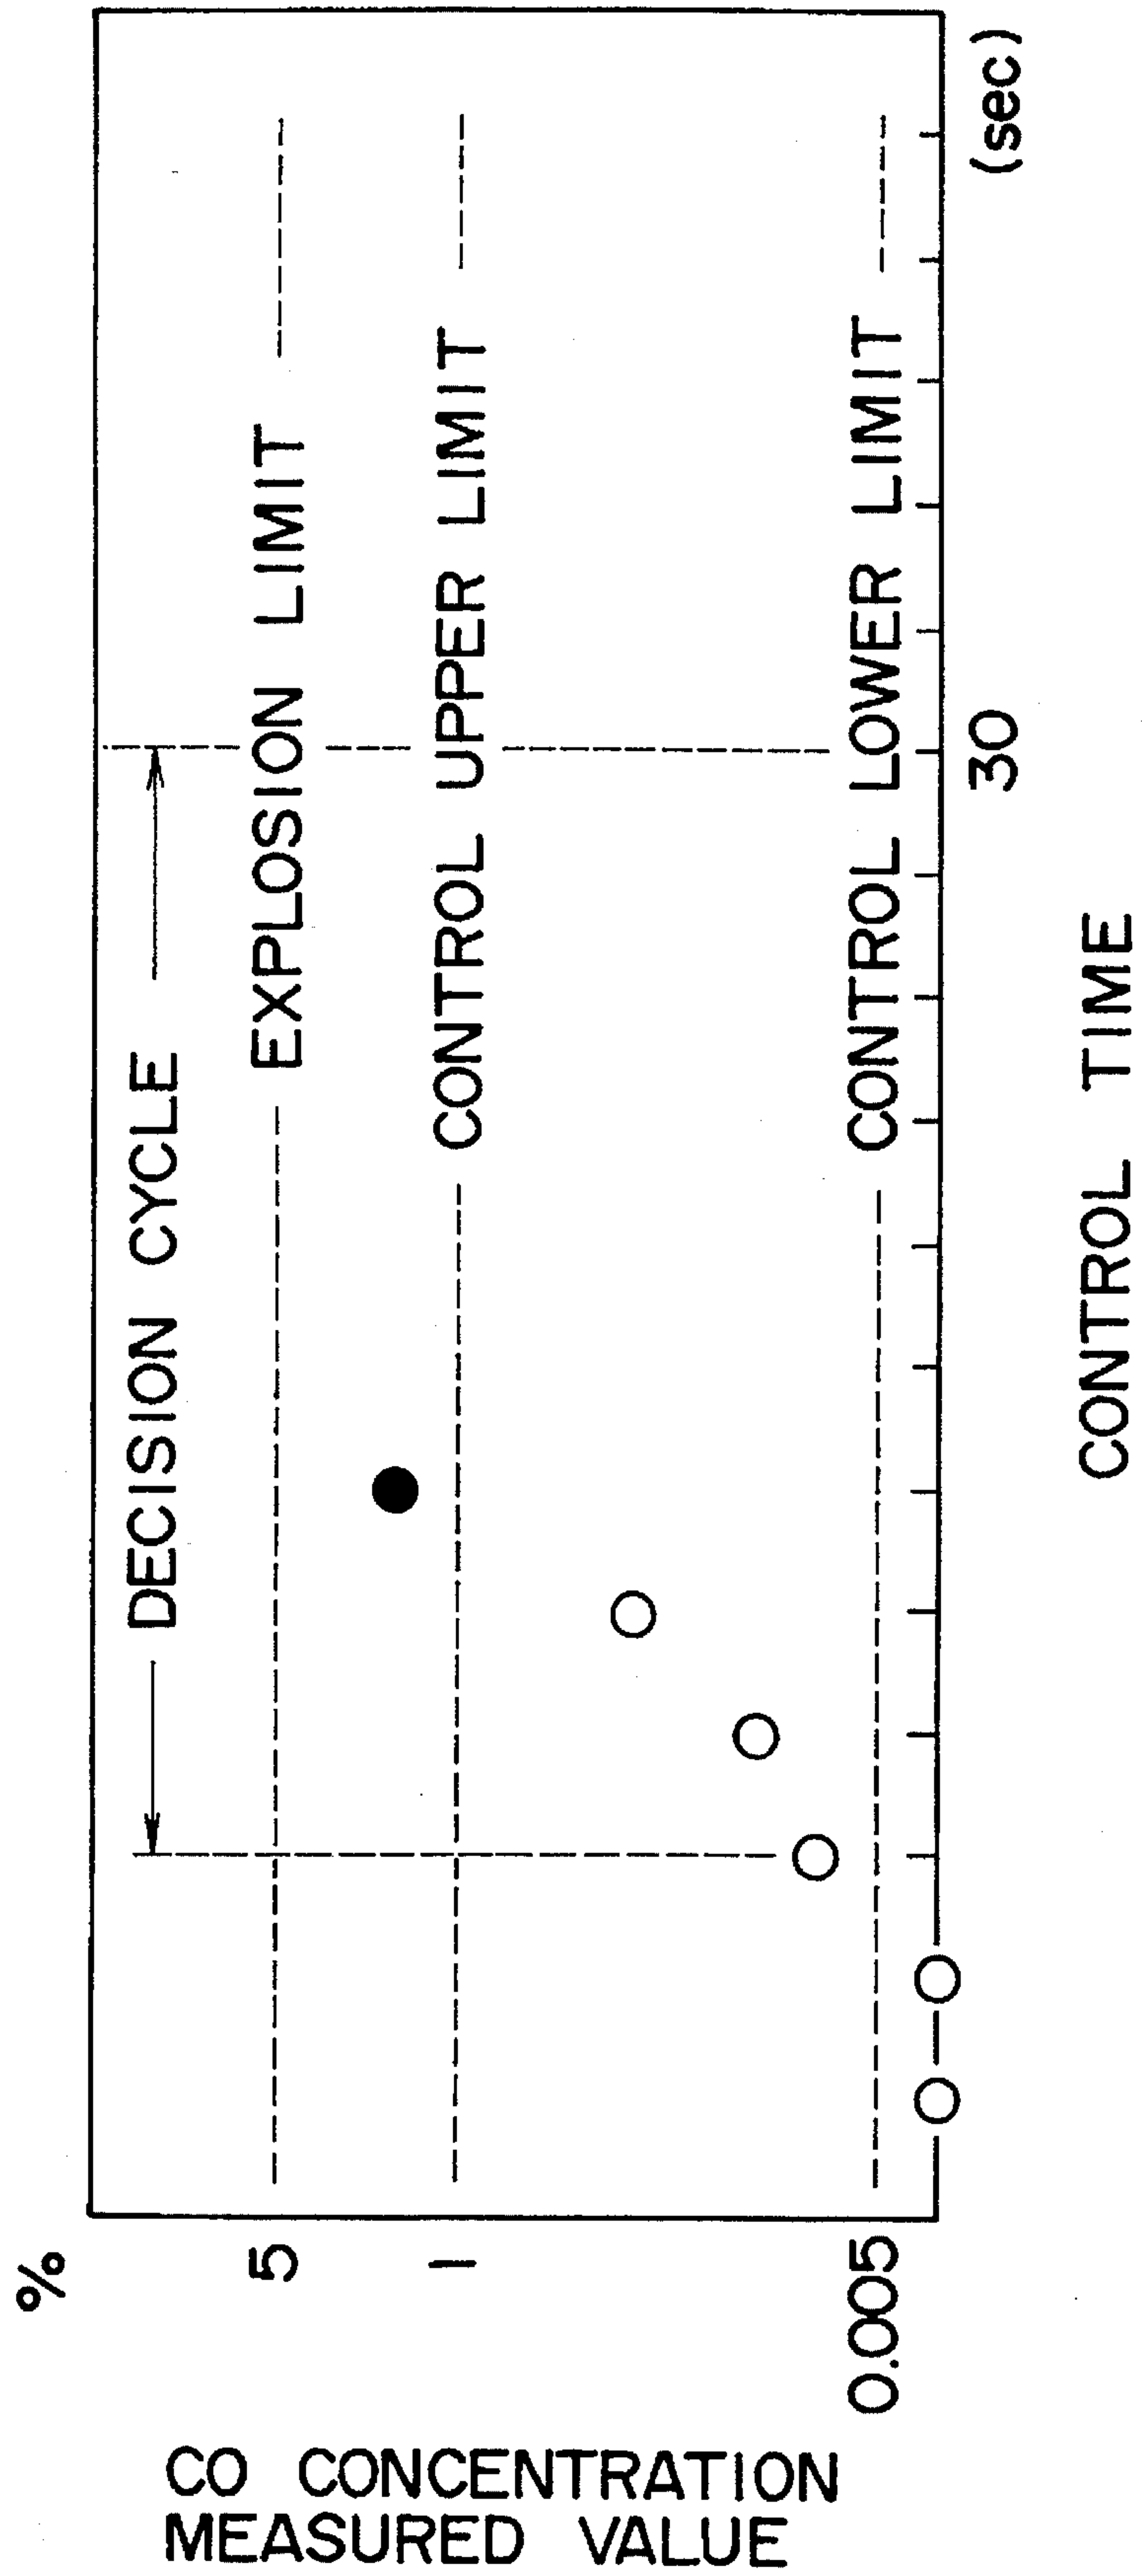 %
DECISION CYCLE
5
EXPLOSION LIMIT
1
CONTROL UPPER LIMIT
0.005
CONTROL LOWER LIMIT
30
(sec)
CONTROL TIME
CO CONCENTRATION
MEASURED VALUE